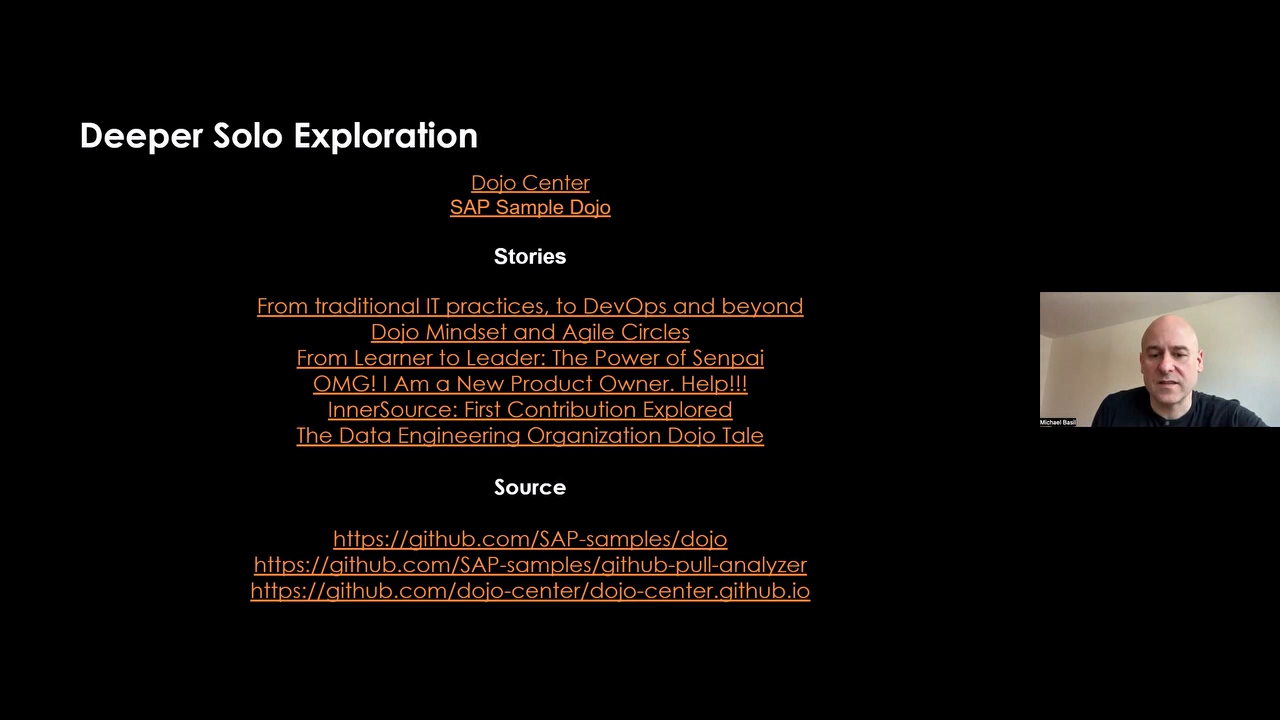 Deeper Solo Exploration
Dojo Center
SAP Sample Dojo
Stories
From traditional IT practices, to DevOps and beyond
Dojo Mindset and Agile Circles
From Learner to Leader: The Power of Senpai
OMG! I Am a New Product Owner. Help!!!
InnerSource: First Contribution Explored
The Data Engineering Organization Dojo Tale
Source
https://github.com/SAP-samples/dojo
https://github.com/SAP-samples/github-pull-analyzer
https://github.com/dojo-center/dojo-center.github.io
Michael Basil